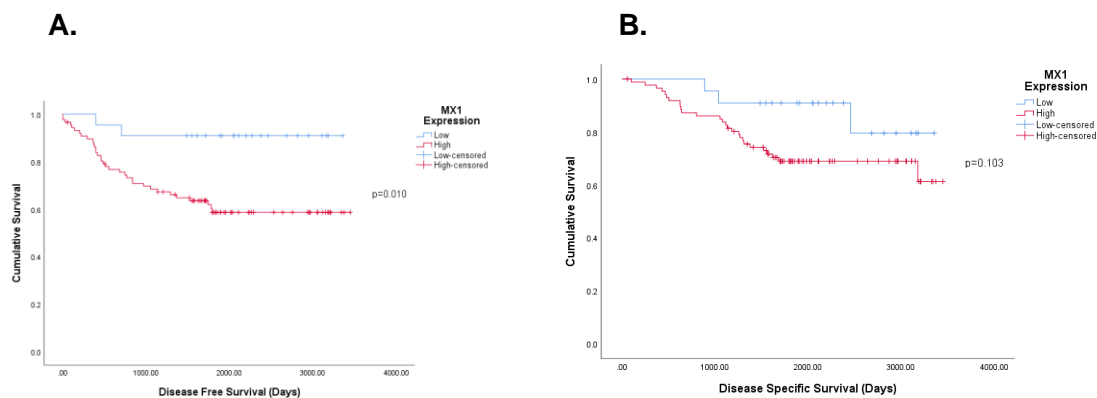 A.
MX1
Expression
Low
High
Low-censored
High-censored
p=0.010
Cumulative Survival
1.0
0.8
0.6
0.4
0.2
0.0
.00 1000.00 2000.00 3000.00 4000.00
Disease Free Survival (Days)
B.
MX1
Expression
Low
High
Low-censored
High-censored
p=0.103
Cumulative Survival
1.0
0.8
0.6
0.4
0.2
0.0
.00 1000.00 2000.00 3000.00 4000.00
Disease Specific Survival (Days)